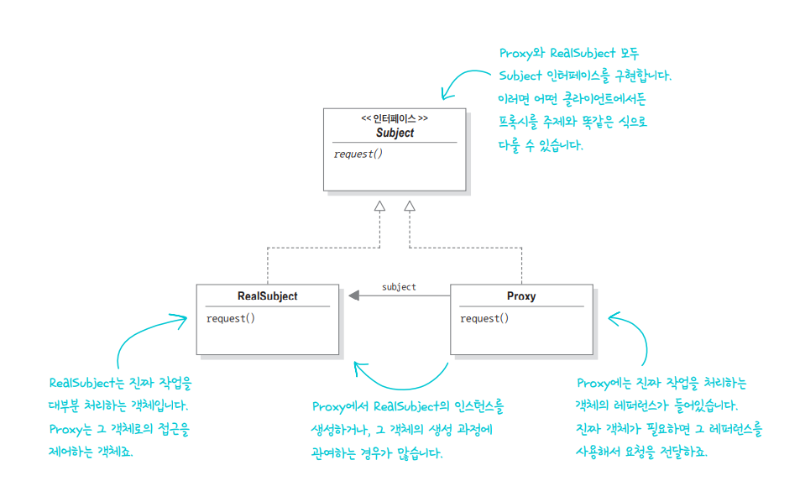 Proxy와 RealSubject 모두
Subject 인터페이스를 구현합니다.
이러면 어떤 클라이언트에서든
프록시를 주제와 똑같은 식으로
다룰 수 있습니다.
<< 인터페이스 >>
Subject
request()
RealSubject
request()
subject
Proxy
request()
RealSubject는 진짜 작업을
대부분 처리하는 객체입니다.
Proxy는 그 객체로의 접근을
제어하는 객체죠.
Proxy에서 RealSubject의 인스턴스를
생성하거나, 그 객체의 생성 과정에
관여하는 경우가 많습니다.
Proxy에는 진짜 작업을 처리하는
객체의 레퍼런스가 들어있습니다.
진짜 객체가 필요하면 그 레퍼런스를
사용해서 요청을 전달하죠.